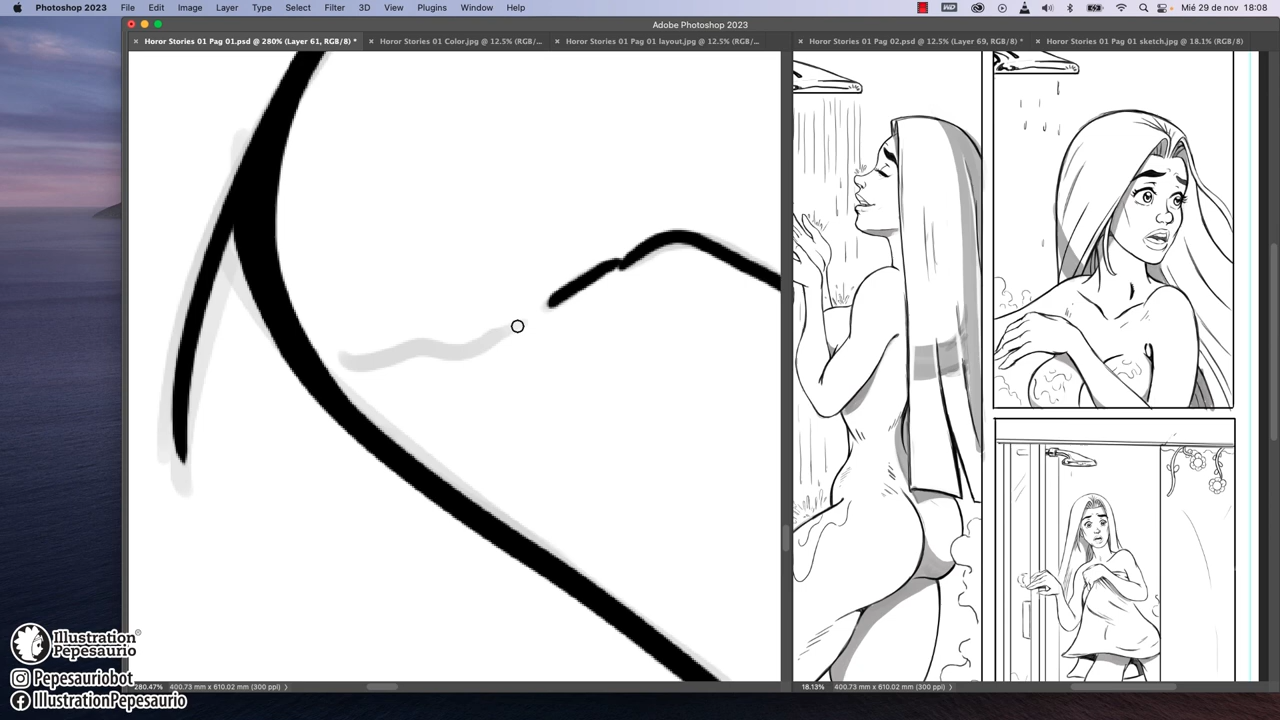 Photoshop 2023 File Edit Image Layer Type Select Filter 3D View Plugins Window Help Mié 29 de nov 18:08
Adobe Photoshop 2023
Horor Stories 01 Pag 01.psd @ 280% (Layer 61, RGB/8) * Horor Stories 01 Color.jpg @ 12.5% (RGB/... Horor Stories 01 Pag 01 layout.jpg @ 12.5% (RGB/... Horor Stories 01 Pag 02.psd @ 12.5% (Layer 69, RGB/8) * Horor Stories 01 Pag 01 sketch.jpg @ 18.1% (RGB/8)
Illustration
Pepesaurio
Pepesauriobot
IllustrationPepesaurio
280.47% 400.73 mm x 610.02 mm (300 ppi) 18.13% 400.73 mm x 610.02 mm (300 ppi)